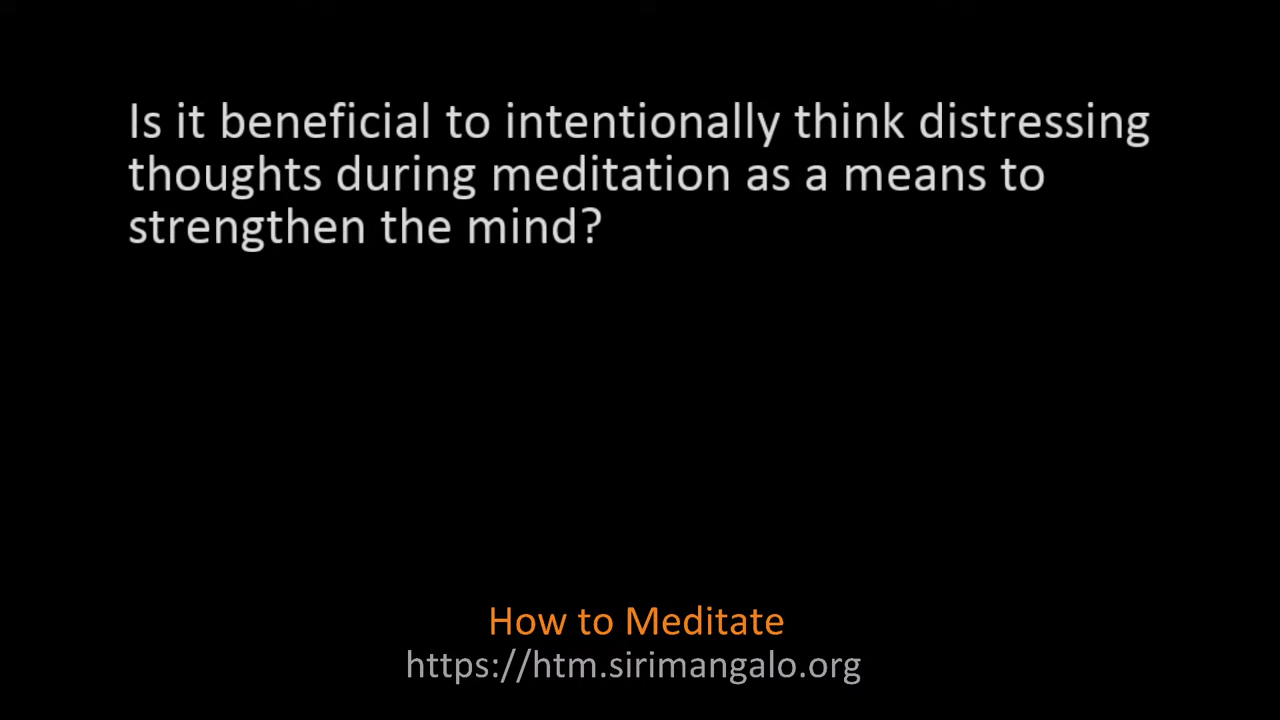 Is it beneficial to intentionally think distressing
thoughts during meditation as a means to
strengthen the mind?
How to Meditate
https://htm.sirimangalo.org